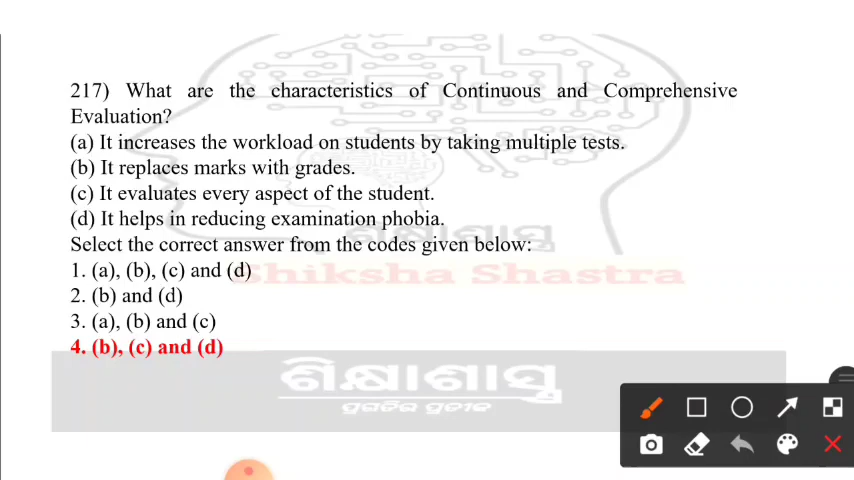 217) What are the characteristics of Continuous and Comprehensive
Evaluation?
(a) It increases the workload on students by taking multiple tests.
(b) It replaces marks with grades.
(c) It evaluates every aspect of the student.
(d) It helps in reducing examination phobia.
ଶିକ୍ଷାଶାସ୍ତ୍ର
Select the correct answer from the codes given below:
1. (a), (b), (c) and (d)
Shiksha Shastra
2. (b) and (d)
3. (a), (b) and (c)
4. (b), (c) and (d)
ଶିକ୍ଷାଶାସ୍ତ୍ର
ପ୍ରଗତିର ପ୍ରତୀକ